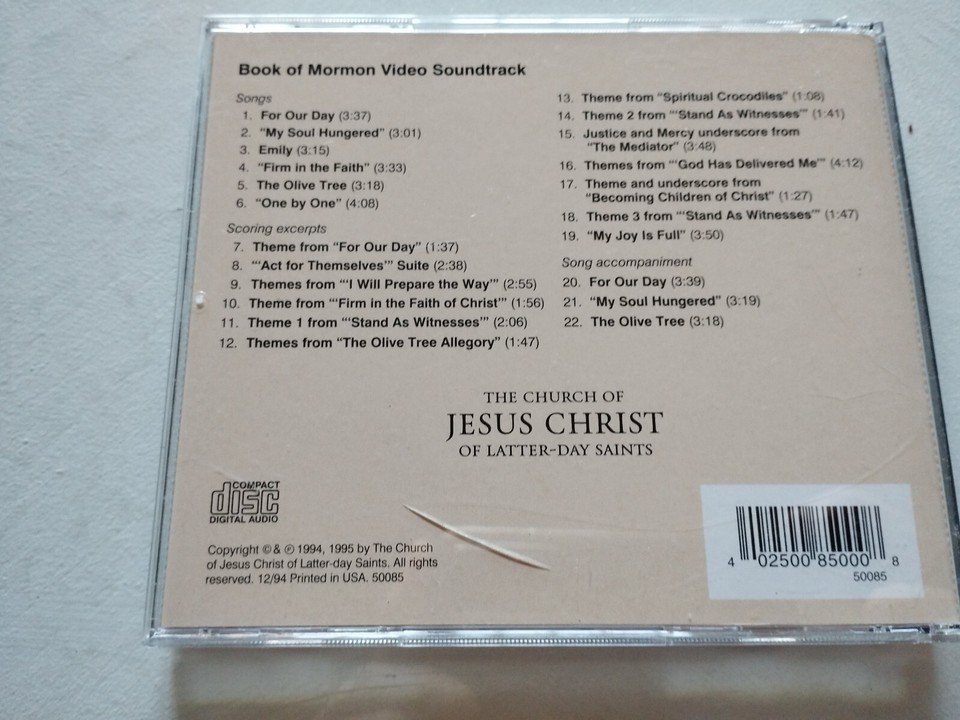 Book of Mormon Video Soundtrack
Songs
1. For Our Day (3:37)
2. "My Soul Hungered" (3:01)
3. Emily (3:15)
4. "Firm in the Faith" (3:33)
5. The Olive Tree (3:18)
6. "One by One" (4:08)
Scoring excerpts
7. Theme from "For Our Day" (1:37)
8. "'Act for Themselves'" Suite (2:38)
9. Themes from "'I Will Prepare the Way'" (2:55)
10. Theme from "'Firm in the Faith of Christ'" (1:56)
11. Theme 1 from "'Stand As Witnesses'" (2:06)
12. Themes from "The Olive Tree Allegory" (1:47)
13. Theme from "Spiritual Crocodiles" (1:08)
14. Theme 2 from "'Stand As Witnesses'" (1:41)
15. Justice and Mercy underscore from
"The Mediator" (3:48)
16. Themes from "'God Has Delivered Me'" (4:12)
17. Theme and underscore from
"Becoming Children of Christ" (1:27)
18. Theme 3 from "'Stand As Witnesses'" (1:47)
19. "My Joy Is Full" (3:50)
Song accompaniment
20. For Our Day (3:39)
21. "My Soul Hungered" (3:19)
22. The Olive Tree (3:18)
THE CHURCH OF
JESUS CHRIST
OF LATTER-DAY SAINTS
COMPACT
disc
DIGITAL AUDIO
Copyright © & ℗ 1994, 1995 by The Church
of Jesus Christ of Latter-day Saints. All rights
reserved. 12/94 Printed in USA. 50085
4 02500 85000 8
50085